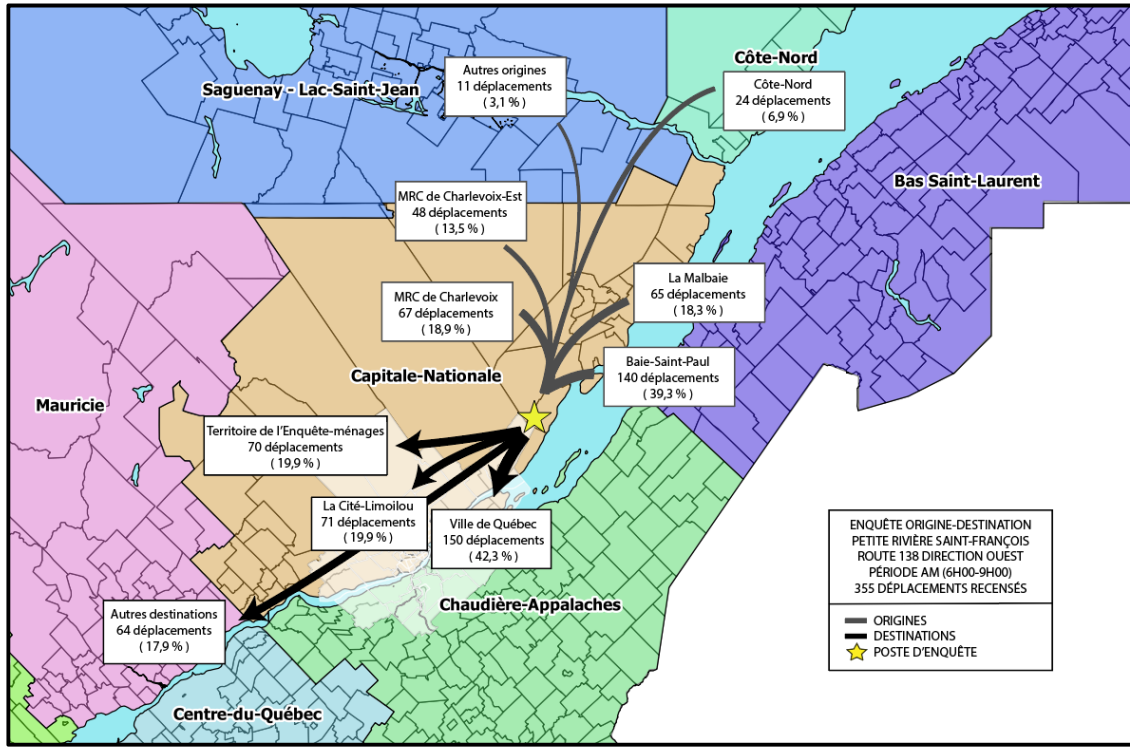 Côte-Nord
Autres origines
11 déplacements
( 3,1 % )
Côte-Nord
24 déplacements
( 6,9 % )
Saguenay - Lac-Saint-Jean
Bas Saint-Laurent
MRC de Charlevoix-Est
48 déplacements
( 13,5 % )
La Malbaie
65 déplacements
( 18,3 % )
MRC de Charlevoix
67 déplacements
( 18,9 % )
Baie-Saint-Paul
140 déplacements
( 39,3 % )
Capitale-Nationale
Mauricie
Territoire de l'Enquête-ménages
70 déplacements
( 19,9 % )
La Cité-Limoilou
71 déplacements
( 19,9 % )
Ville de Québec
150 déplacements
( 42,3 % )
Autres destinations
64 déplacements
( 17,9 % )
Chaudière-Appalaches
Centre-du-Québec
ENQUÊTE ORIGINE-DESTINATION
PETITE RIVIÈRE SAINT-FRANÇOIS
ROUTE 138 DIRECTION OUEST
PÉRIODE AM (6H00-9H00)
355 DÉPLACEMENTS RECENSÉS
ORIGINES
DESTINATIONS
POSTE D'ENQUÊTE